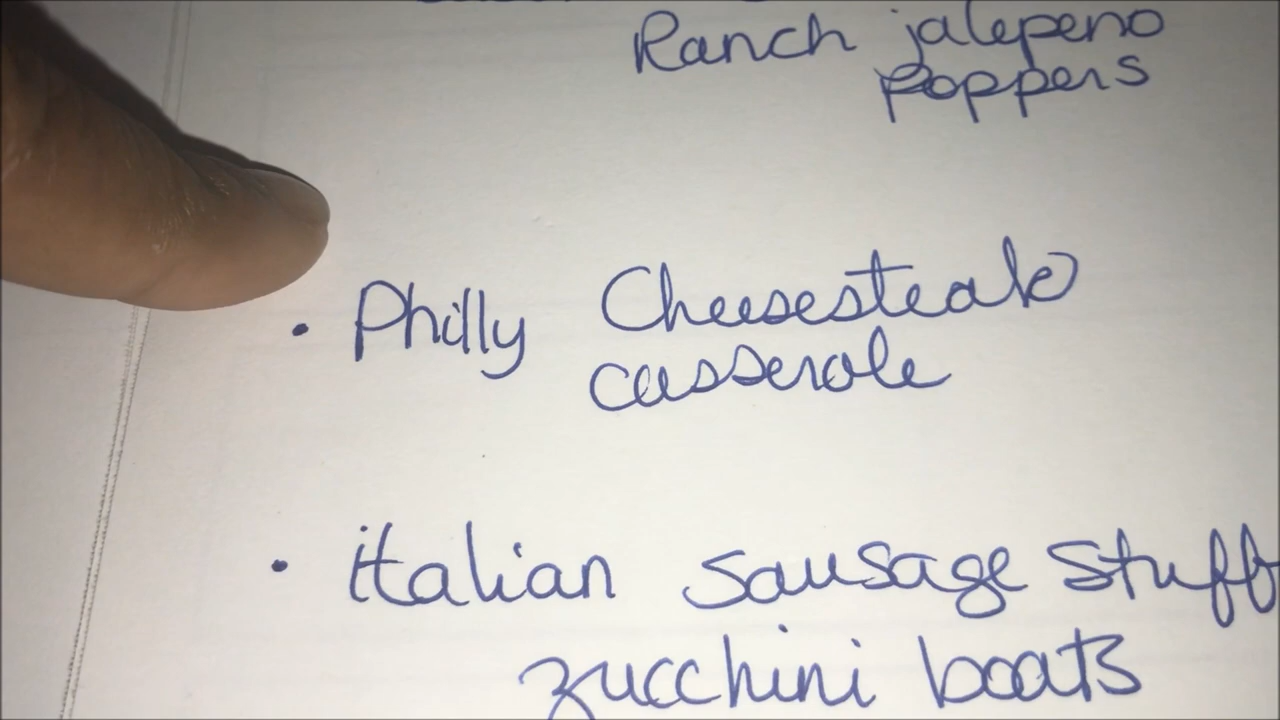 Ranch jalepeno
Poppers
• Philly Cheesesteak
casserole
• italian sausage Stuff
zucchini boats